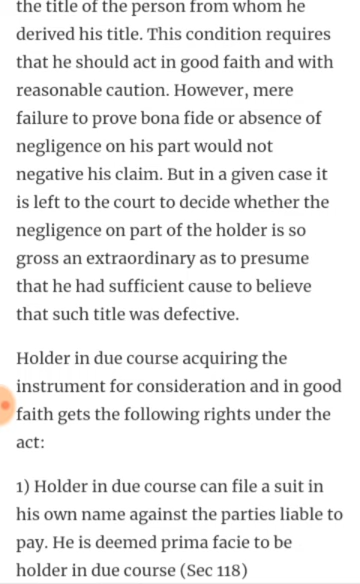 the title of the person from whom he
derived his title. This condition requires
that he should act in good faith and with
reasonable caution. However, mere
failure to prove bona fide or absence of
negligence on his part would not
negative his claim. But in a given case it
is left to the court to decide whether the
negligence on part of the holder is so
gross an extraordinary as to presume
that he had sufficient cause to believe
that such title was defective.
Holder in due course acquiring the
instrument for consideration and in good
faith gets the following rights under the
act:
1) Holder in due course can file a suit in
his own name against the parties liable to
pay. He is deemed prima facie to be
holder in due course (Sec 118)